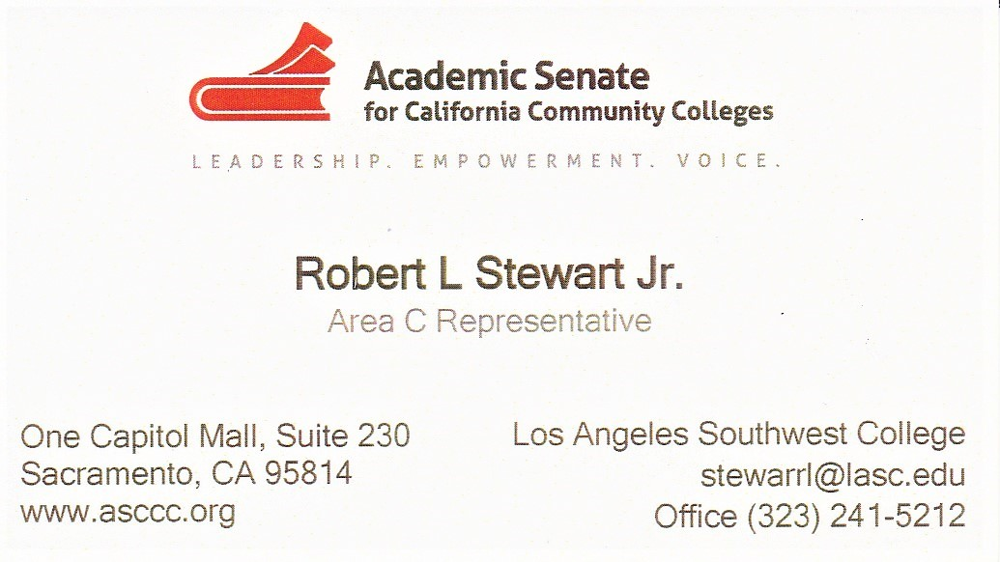 Academic Senate
for California Community Colleges
LEADERSHIP. EMPOWERMENT. VOICE.
Robert L Stewart Jr.
Area C Representative
One Capitol Mall, Suite 230
Sacramento, CA 95814
www.asccc.org
Los Angeles Southwest College
stewarrl@lasc.edu
Office (323) 241-5212